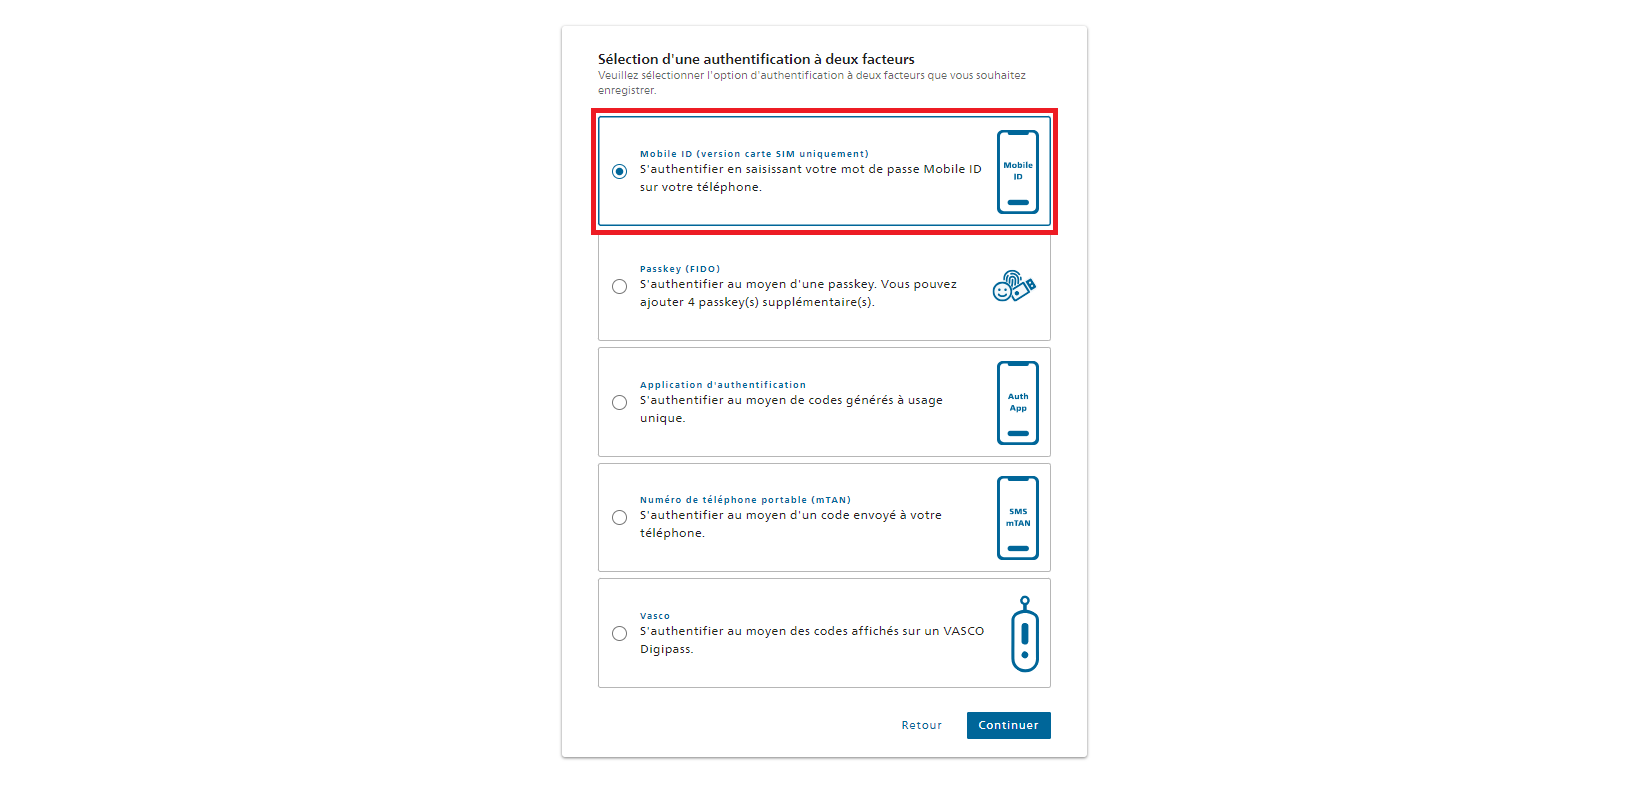 Sélection d'une authentification à deux facteurs
Veuillez sélectionner l'option d'authentification à deux facteurs que vous souhaitez
enregistrer.
Mobile ID (version carte SIM uniquement)
S'authentifier en saisissant votre mot de passe Mobile ID
sur votre téléphone.
Mobile
ID
Passkey (FIDO)
S'authentifier au moyen d'une passkey. Vous pouvez
ajouter 4 passkey(s) supplémentaire(s).
Application d'authentification
S'authentifier au moyen de codes générés à usage
unique.
Auth
App
Numéro de téléphone portable (mTAN)
S'authentifier au moyen d'un code envoyé à votre
téléphone.
SMS
mTAN
Vasco
S'authentifier au moyen des codes affichés sur un VASCO
Digipass.
Retour
Continuer